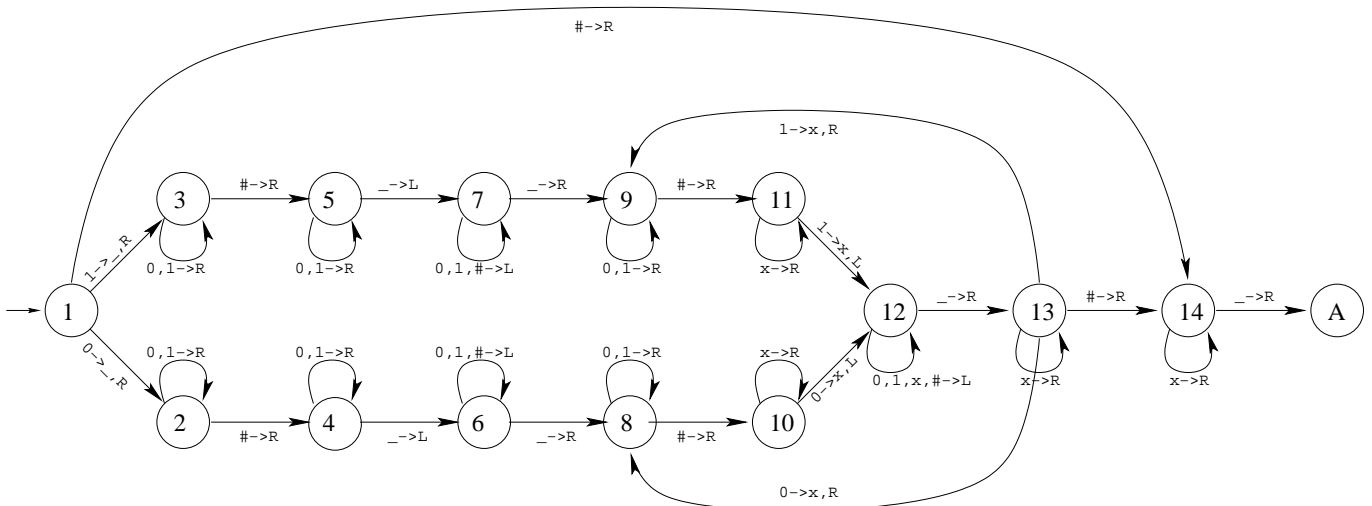 #->R
1->x,R
3 #->R 5 _->L 7 _->R 9 #->R 11
1->_,R
1->x,L
0,1->R 0,1->R 0,1,#->L 0,1->R x->R
1 12 _->R 13 #->R 14 _->R A
0->_,R
0,1->R 0,1->R 0,1,#->L 0,1->R x->R
0->x,L
0,1,x,#->L x->R x->R
2 #->R 4 _->L 6 _->R 8 #->R 10
0->x,R